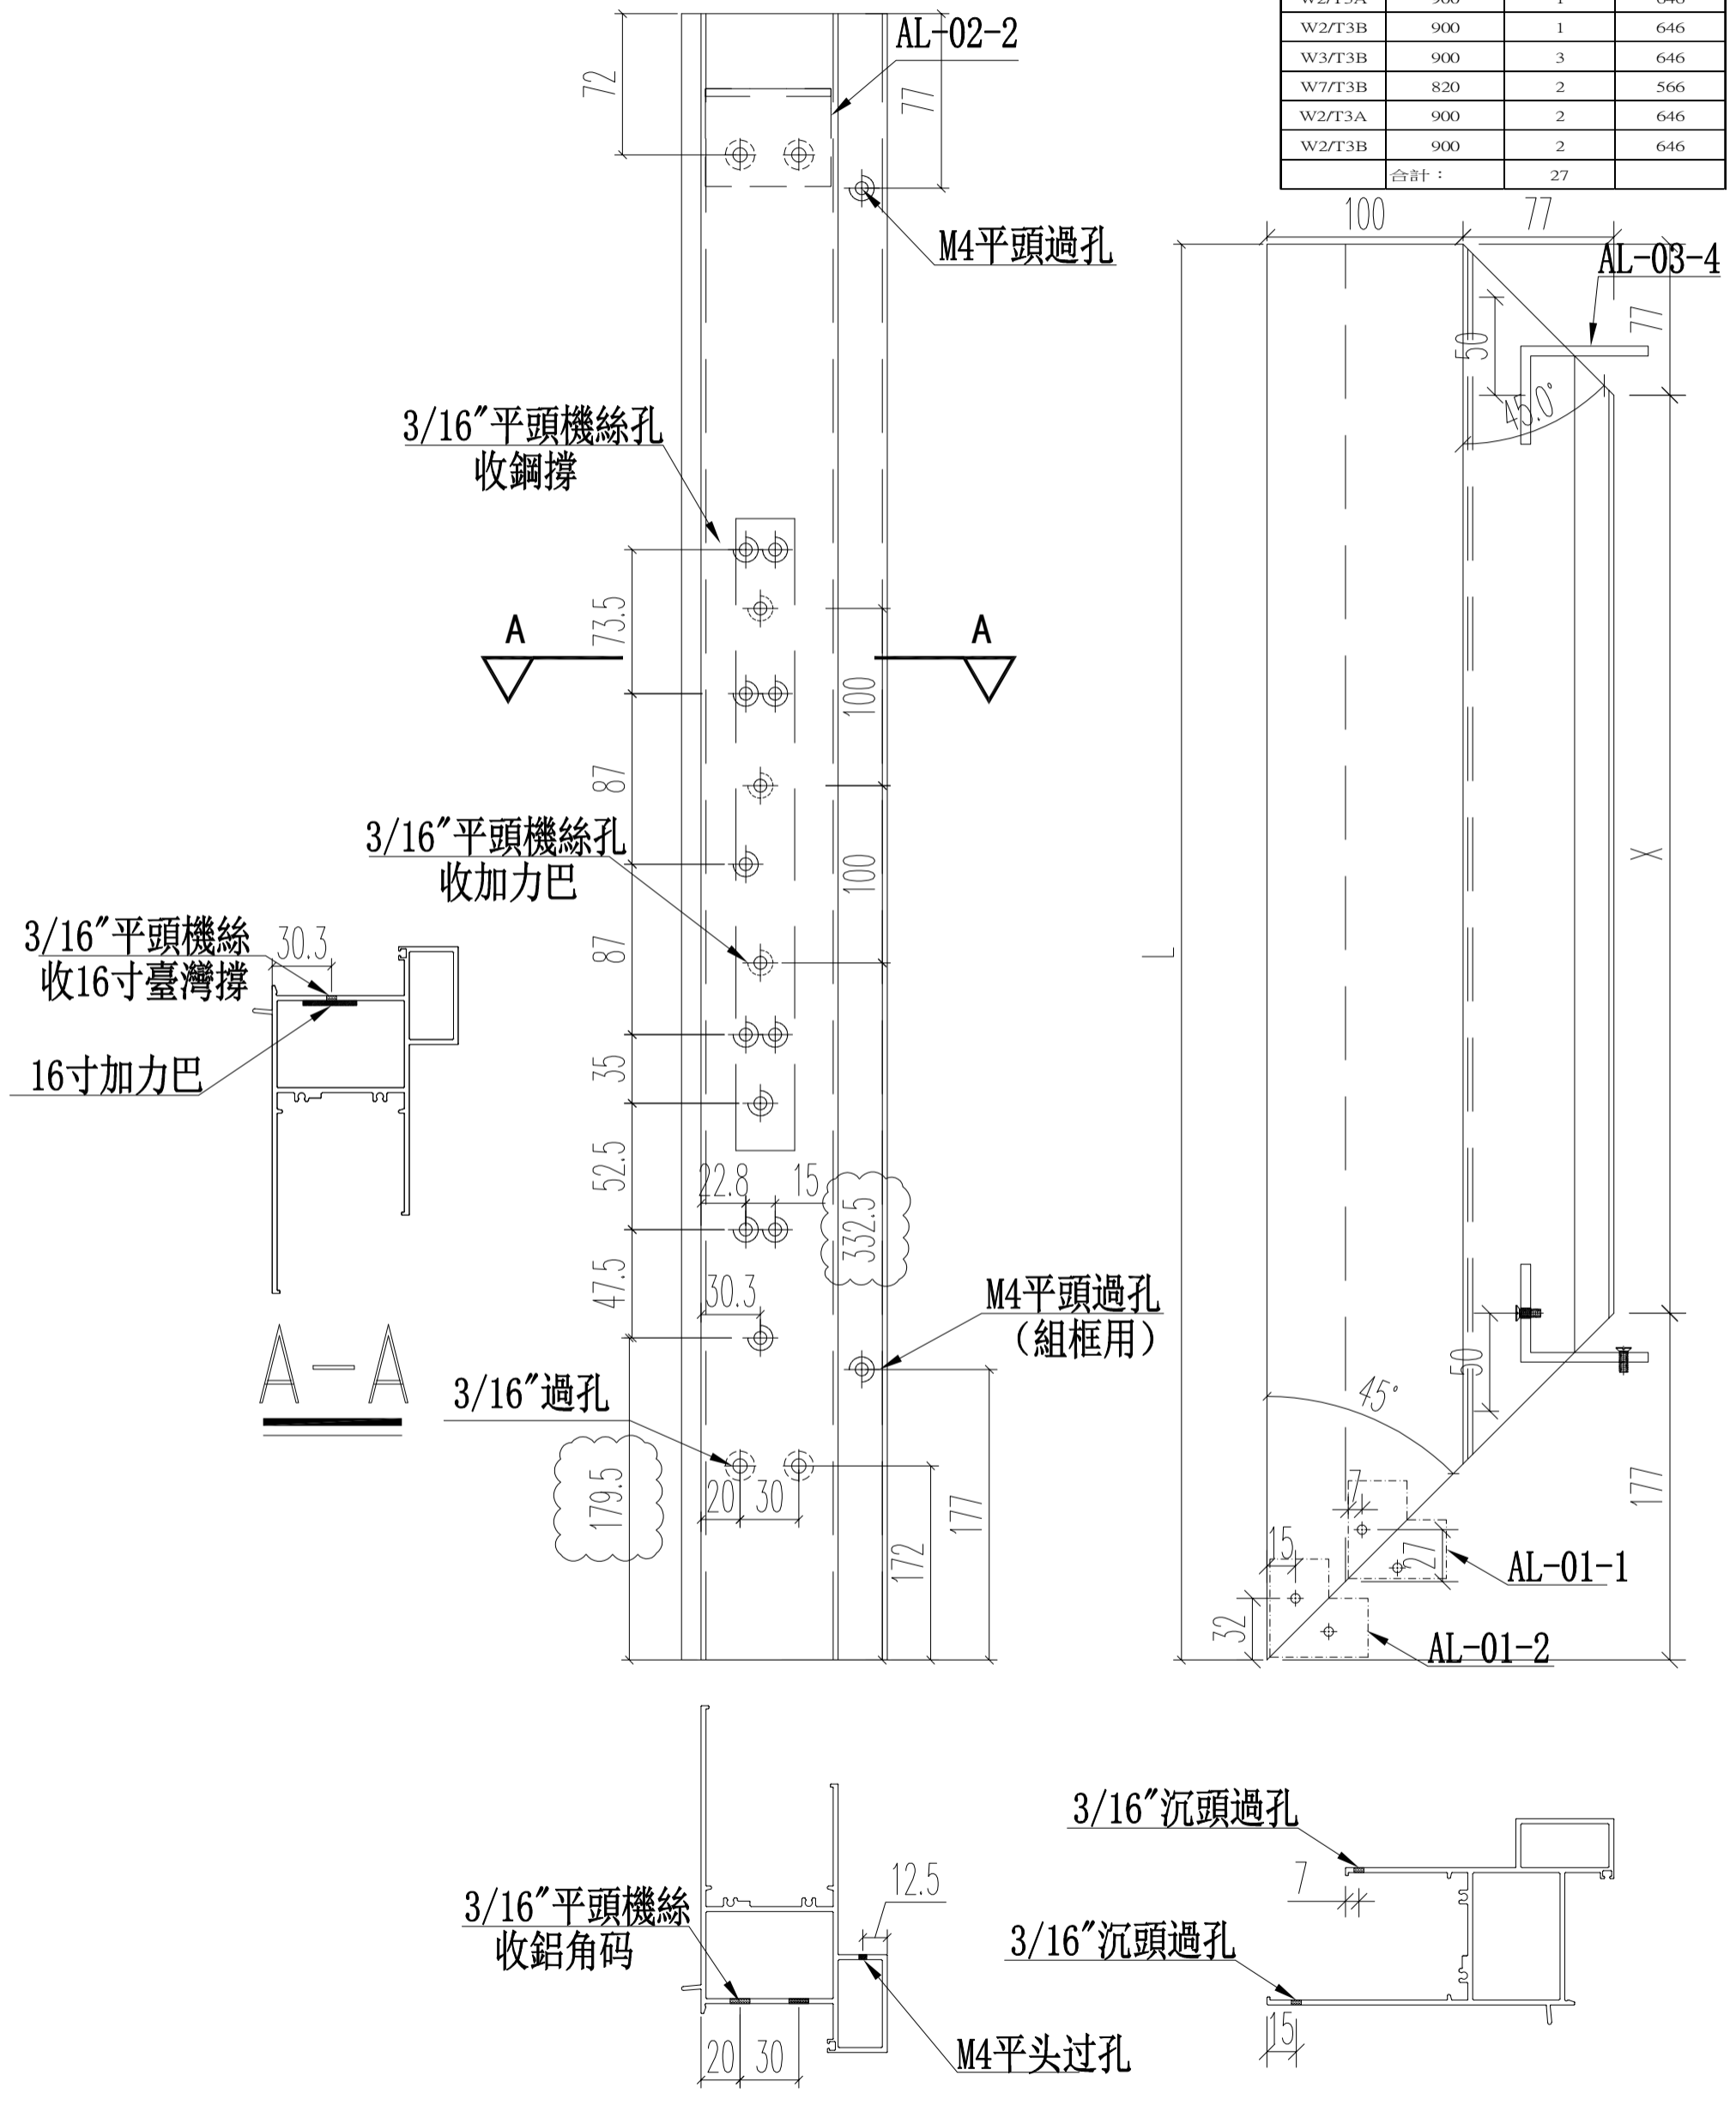 W2/T3A 900 1 646
W2/T3B 900 1 646
W3/T3B 900 3 646
W7/T3B 820 2 566
W2/T3A 900 2 646
W2/T3B 900 2 646
合計： 27
72
AL-02-2
77
M4平頭過孔
3/16"平頭機絲孔
收鋼撐
A
A
73.5
100
87
3/16"平頭機絲孔
收加力巴
100
87
35
52.5
22.8
15
332.5
47.5
30.3
M4平頭過孔
（組框用）
3/16"過孔
179.5
20
30
172
177
3/16"平頭機絲
收16寸臺灣撐
30.3
16寸加力巴
A-A
100
77
AL-03-4
50
77
45.0°
L
X
50
45°
7
15
27
AL-01-1
177
32
AL-01-2
3/16"平頭機絲
收鋁角码
12.5
20
30
M4平头过孔
3/16"沉頭過孔
7
3/16"沉頭過孔
15